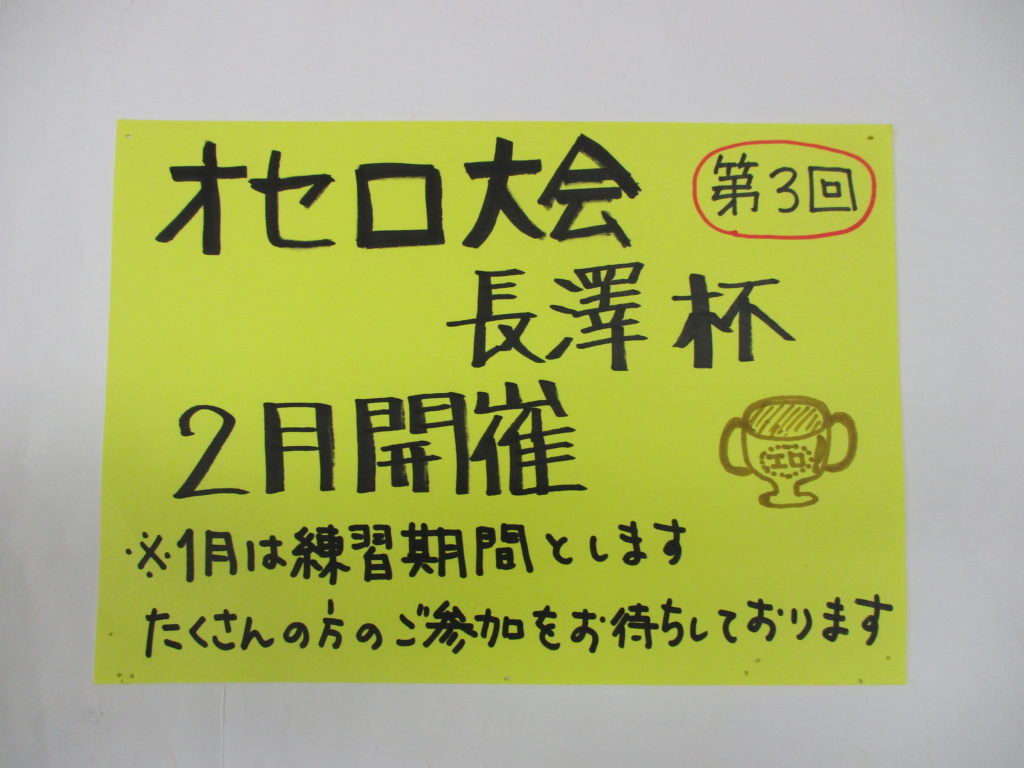 オセロ大会
第3回
長澤杯
2月開催
※1月は練習期間とします
たくさんの方のご参加をお待ちしております